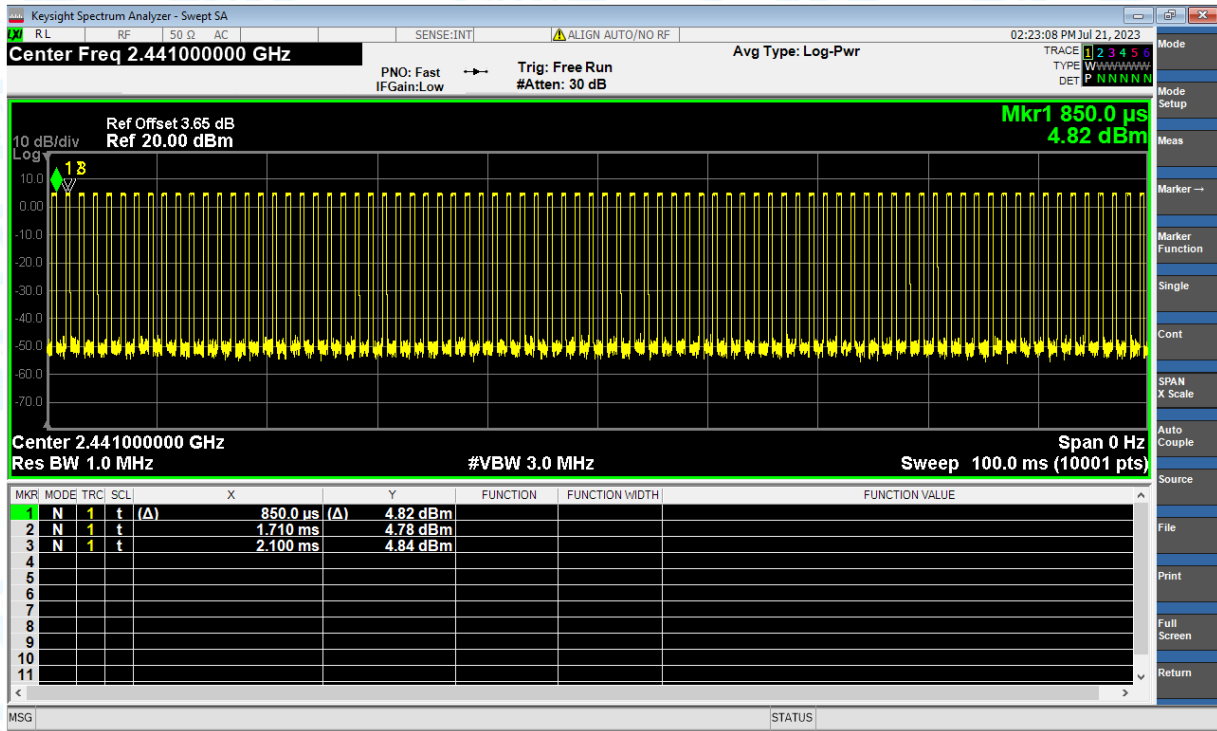 Keysight Spectrum Analyzer - Swept SA
LXI RL RF 50 Ω AC SENSE:INT ALIGN AUTO/NO RF 02:23:08 PM Jul 21, 2023
Center Freq 2.441000000 GHz
Avg Type: Log-Pwr
TRACE 1 2 3 4 5 6
TYPE WWWWWW
DET P N N N N N
PNO: Fast
IFGain:Low
Trig: Free Run
#Atten: 30 dB
Mkr1 850.0 µs
4.82 dBm
Ref Offset 3.65 dB
10 dB/div Ref 20.00 dBm
Log
10.0
0.00
-10.0
-20.0
-30.0
-40.0
-50.0
-60.0
-70.0
Center 2.441000000 GHz Span 0 Hz
Res BW 1.0 MHz #VBW 3.0 MHz Sweep 100.0 ms (10001 pts)
MKR MODE TRC SCL X Y FUNCTION FUNCTION WIDTH FUNCTION VALUE
1 N 1 t (Δ) 850.0 µs (Δ) 4.82 dBm
2 N 1 t 1.710 ms 4.78 dBm
3 N 1 t 2.100 ms 4.84 dBm
4
5
6
7
8
9
10
11
MSG STATUS
Mode
Mode
Setup
Meas
Marker→
Marker
Function
Single
Cont
SPAN
X Scale
Auto
Couple
Source
File
Print
Full
Screen
Return